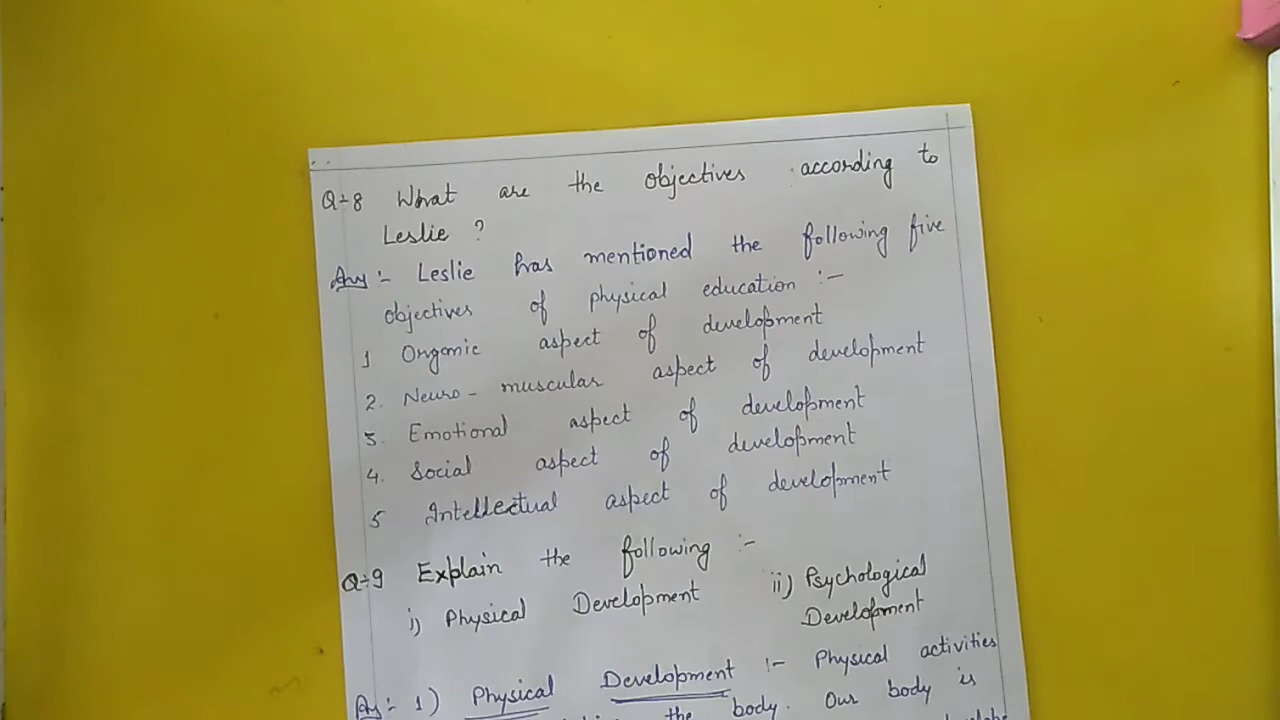 Q÷8 What are the objectives according to
Leslie ?
Ans :- Leslie has mentioned the following five
objectives of physical education :-
1 Organic aspect of development
2. Neuro - muscular aspect of development
3. Emotional aspect of development
4. Social aspect of development
5 Intellectual aspect of development
Q÷9 Explain the following :-
i) Physical Development ii) Psychological
Development
Ans :- 1) Physical Development :- Physical activities
the body. Our body is